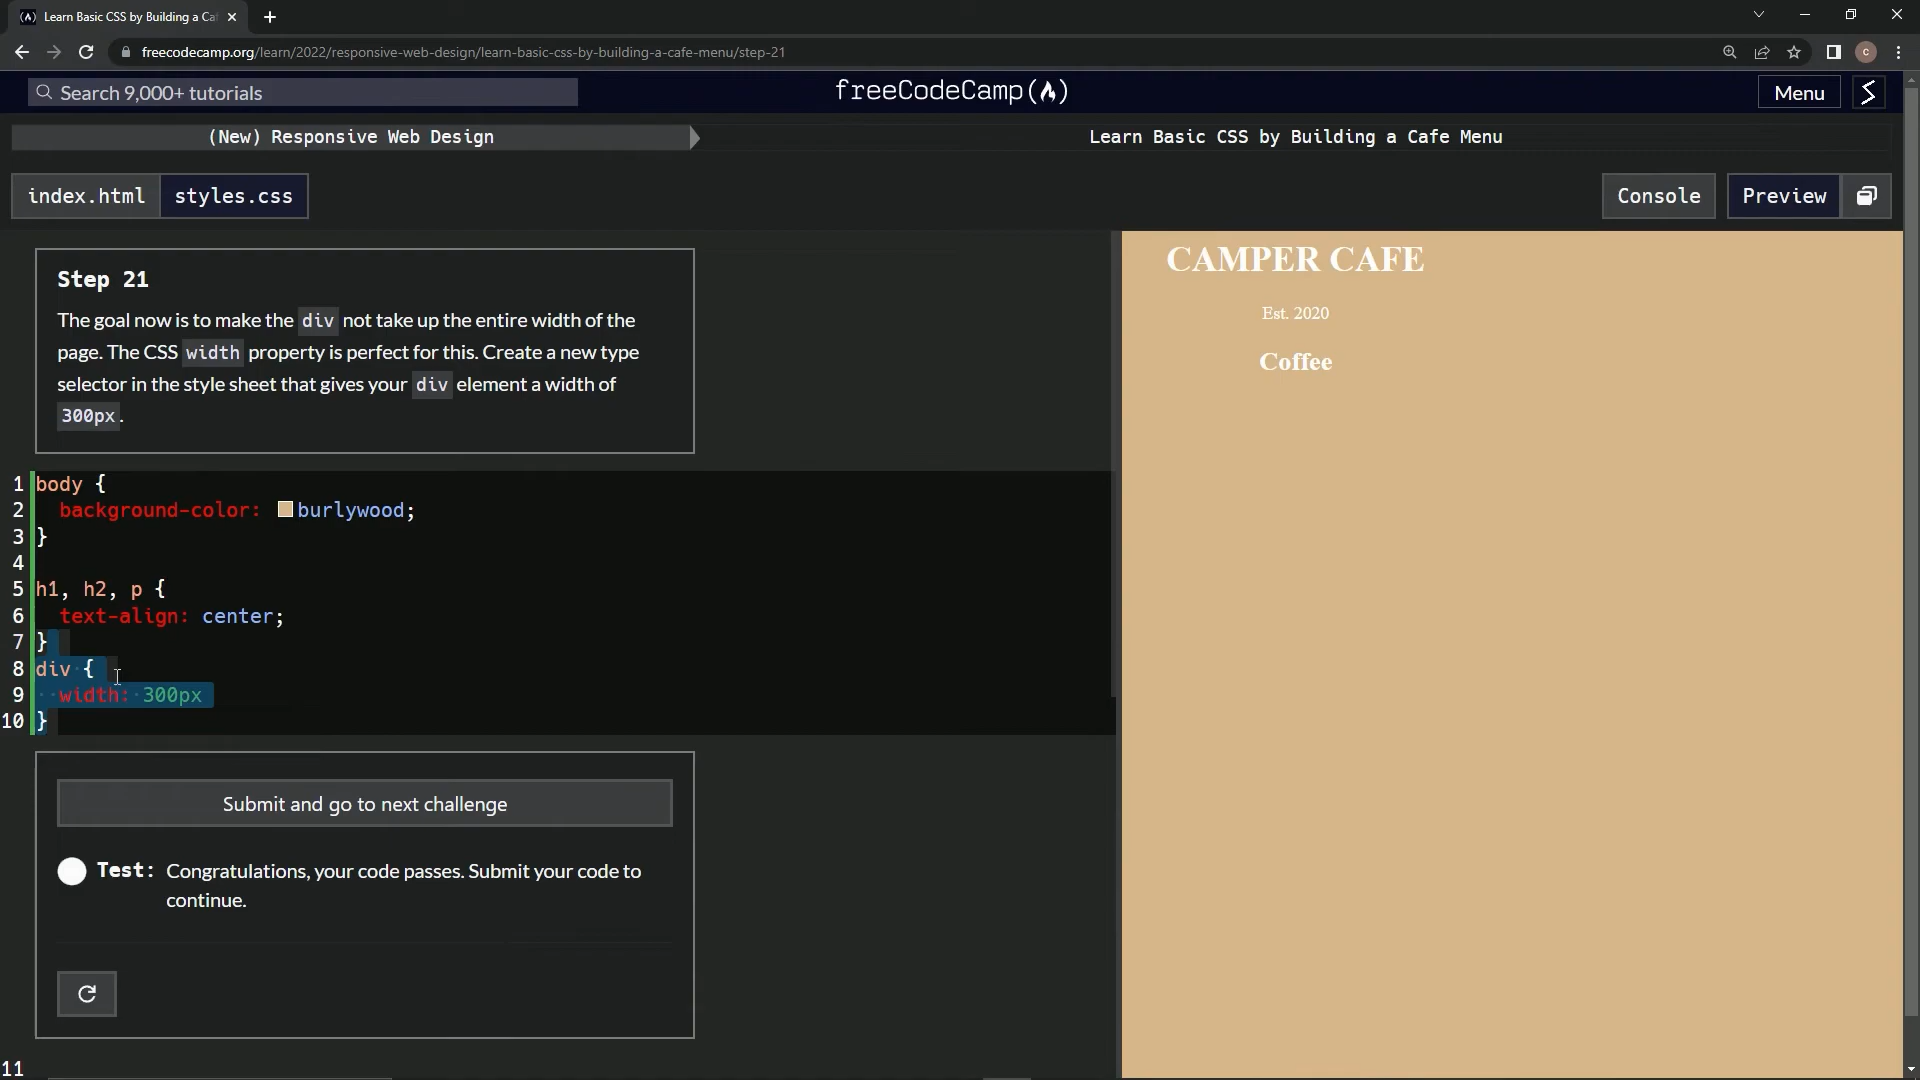 Learn Basic CSS by Building a Ca
freecodecamp.org/learn/2022/responsive-web-design/learn-basic-css-by-building-a-cafe-menu/step-21
c
Search 9,000+ tutorials
freeCodeCamp
Menu
(New) Responsive Web Design
Learn Basic CSS by Building a Cafe Menu
index.html
styles.css
Console
Preview
Step 21
The goal now is to make the div not take up the entire width of the
page. The CSS width property is perfect for this. Create a new type
selector in the style sheet that gives your div element a width of
300px.
1 body {
2 background-color: burlywood;
3 }
4
5 h1, h2, p {
6 text-align: center;
7 }
8 div {
9 width: 300px
10 }
Submit and go to next challenge
Test: Congratulations, your code passes. Submit your code to
continue.
11
CAMPER CAFE
Est. 2020
Coffee